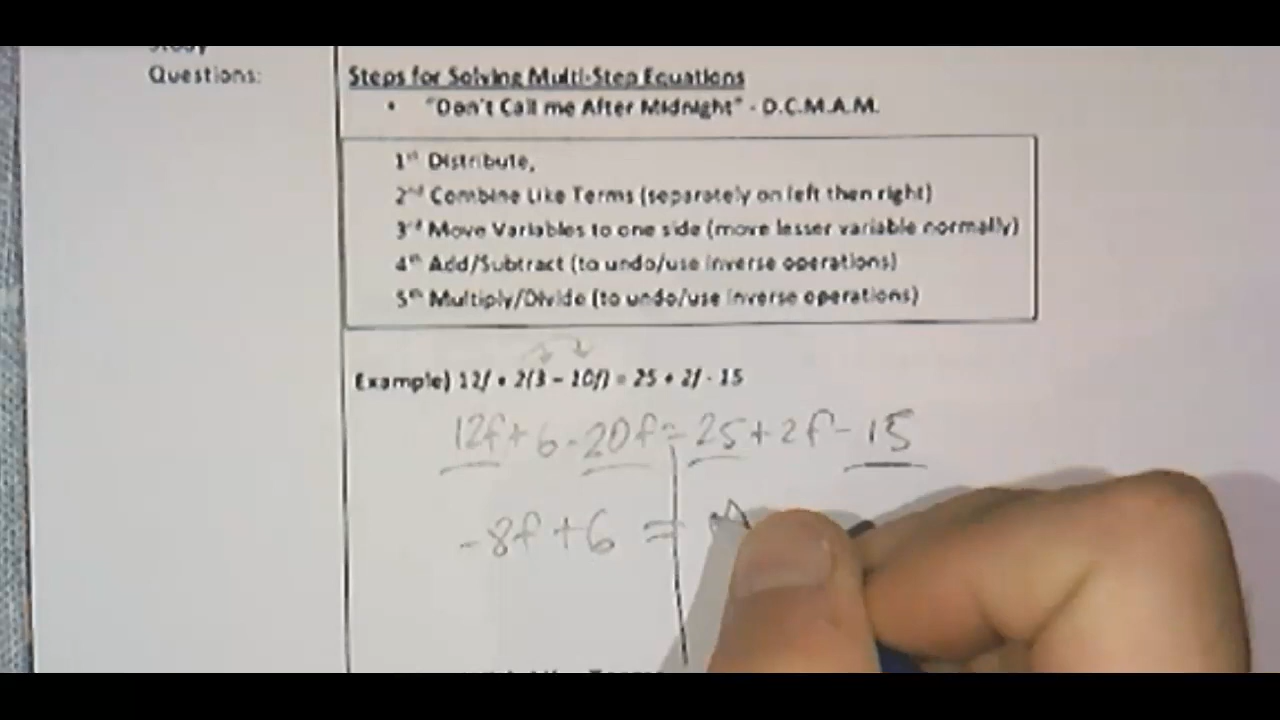 Study
Questions:
Steps for Solving Multi-Step Equations
• "Don't Call me After Midnight" - D.C.M.A.M.
1st Distribute,
2nd Combine Like Terms (separately on left then right)
3rd Move Variables to one side (move lesser variable normally)
4th Add/Subtract (to undo/use inverse operations)
5th Multiply/Divide (to undo/use inverse operations)
Example) 12f + 2(3 - 10f) = 25 + 2f - 15
12f + 6 - 20f = 25 + 2f - 15
-8f + 6 =